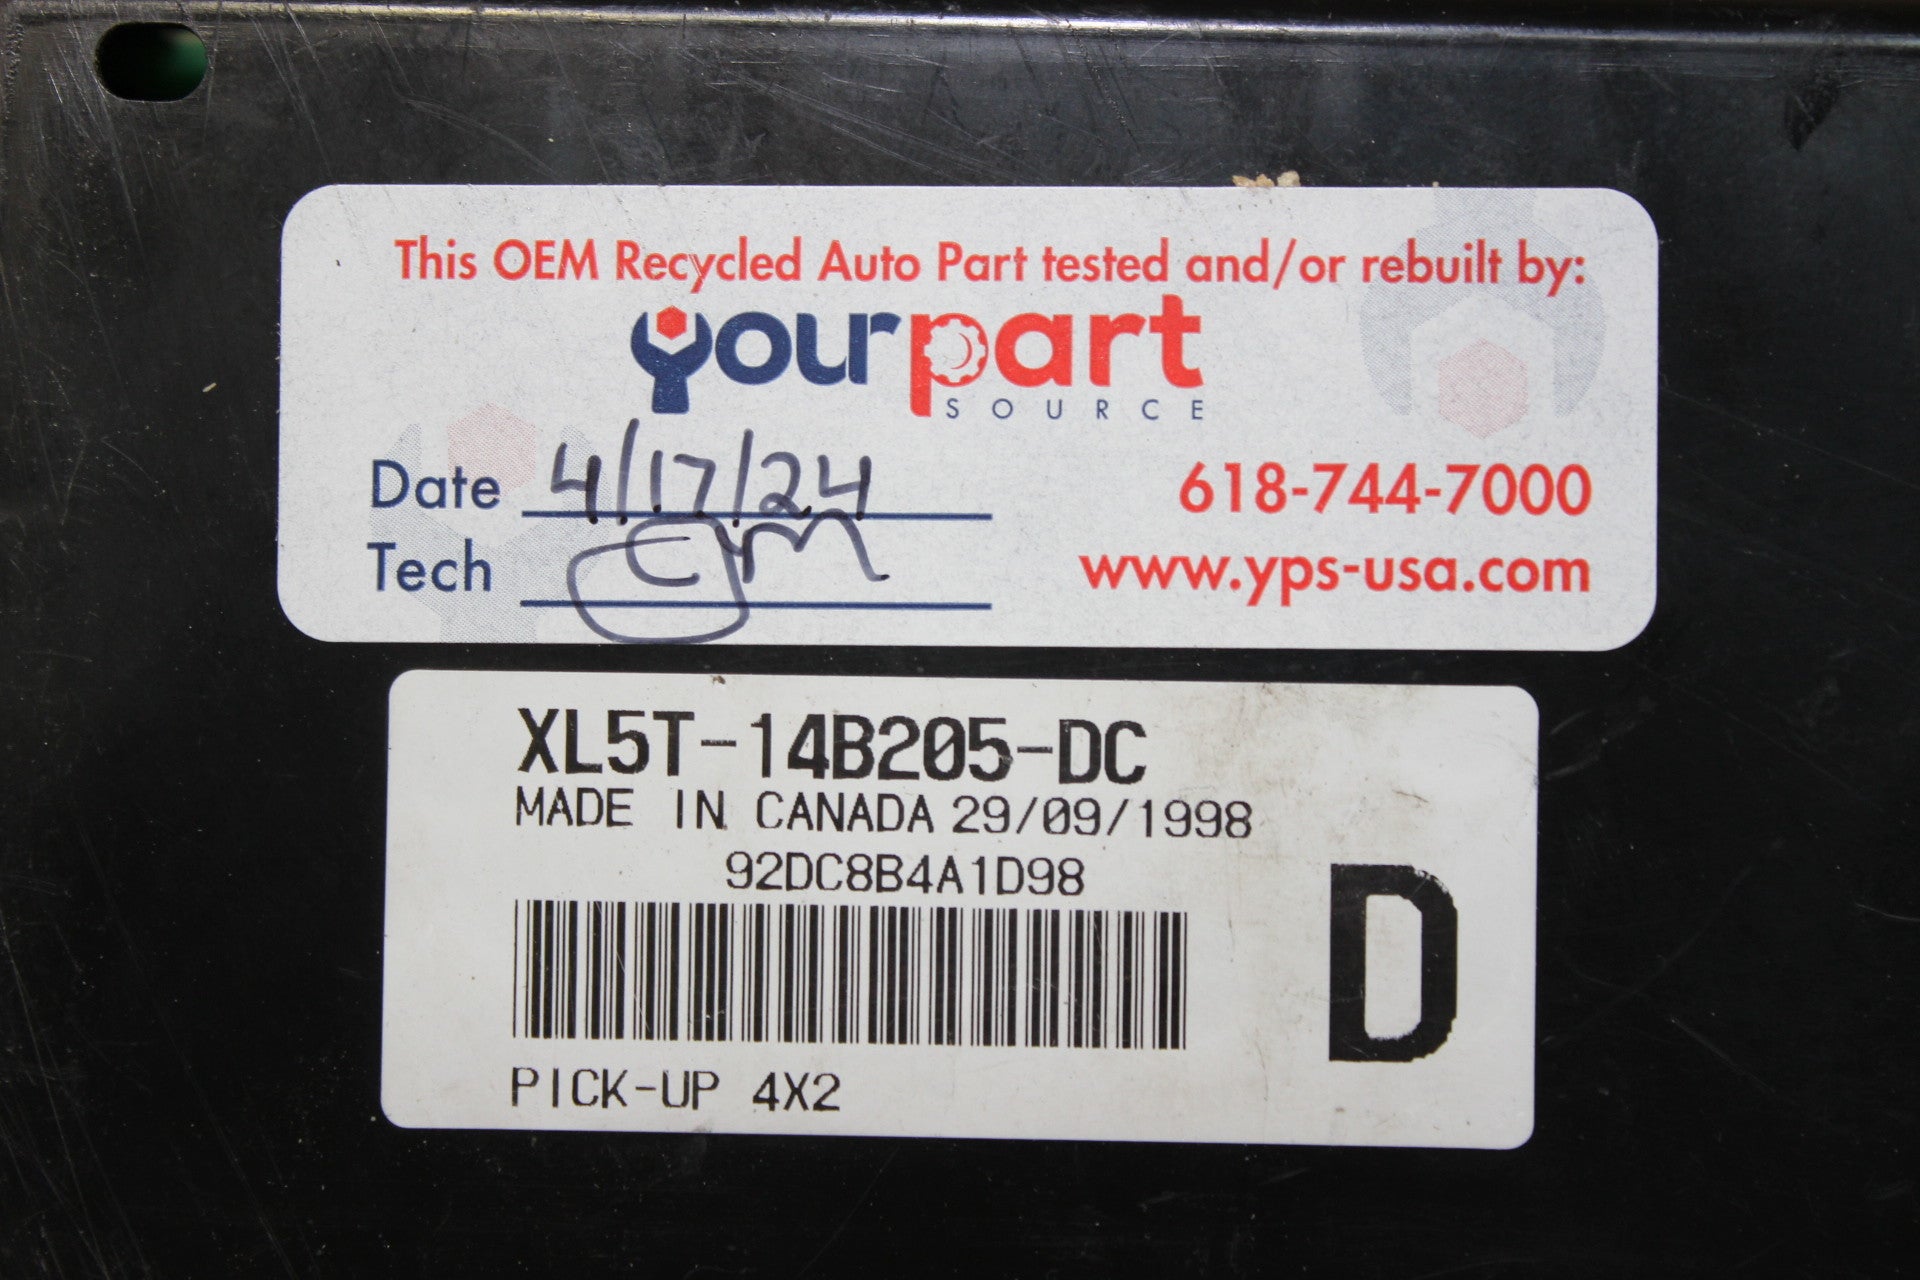 This OEM Recycled Auto Part tested and/or rebuilt by:
yourpart
SOURCE
Date 4/17/24 618-744-7000
Tech www.yps-usa.com
XL5T-14B205-DC
MADE IN CANADA 29/09/1998
92DC8B4A1D98
D
PICK-UP 4X2